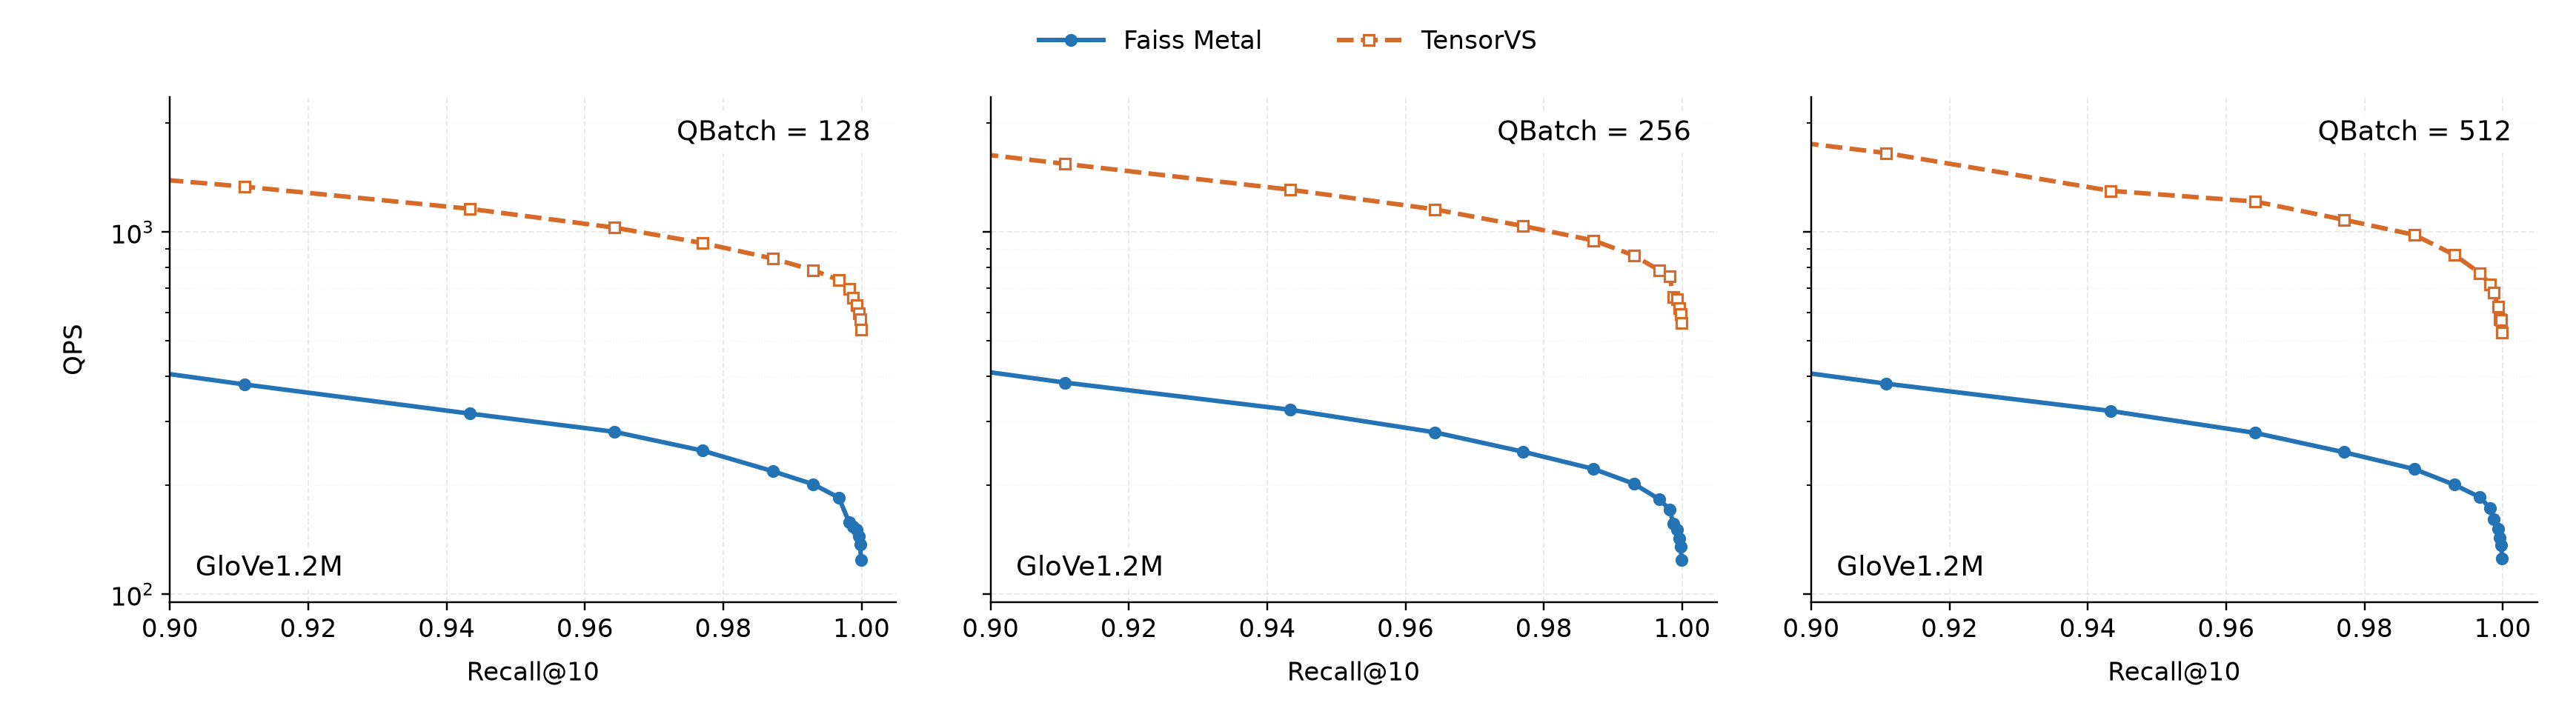 Faiss Metal TensorVS
QBatch = 128 QBatch = 256 QBatch = 512
10³
QPS
GloVe1.2M GloVe1.2M GloVe1.2M
10²
0.90 0.92 0.94 0.96 0.98 1.00 0.90 0.92 0.94 0.96 0.98 1.00 0.90 0.92 0.94 0.96 0.98 1.00
Recall@10 Recall@10 Recall@10